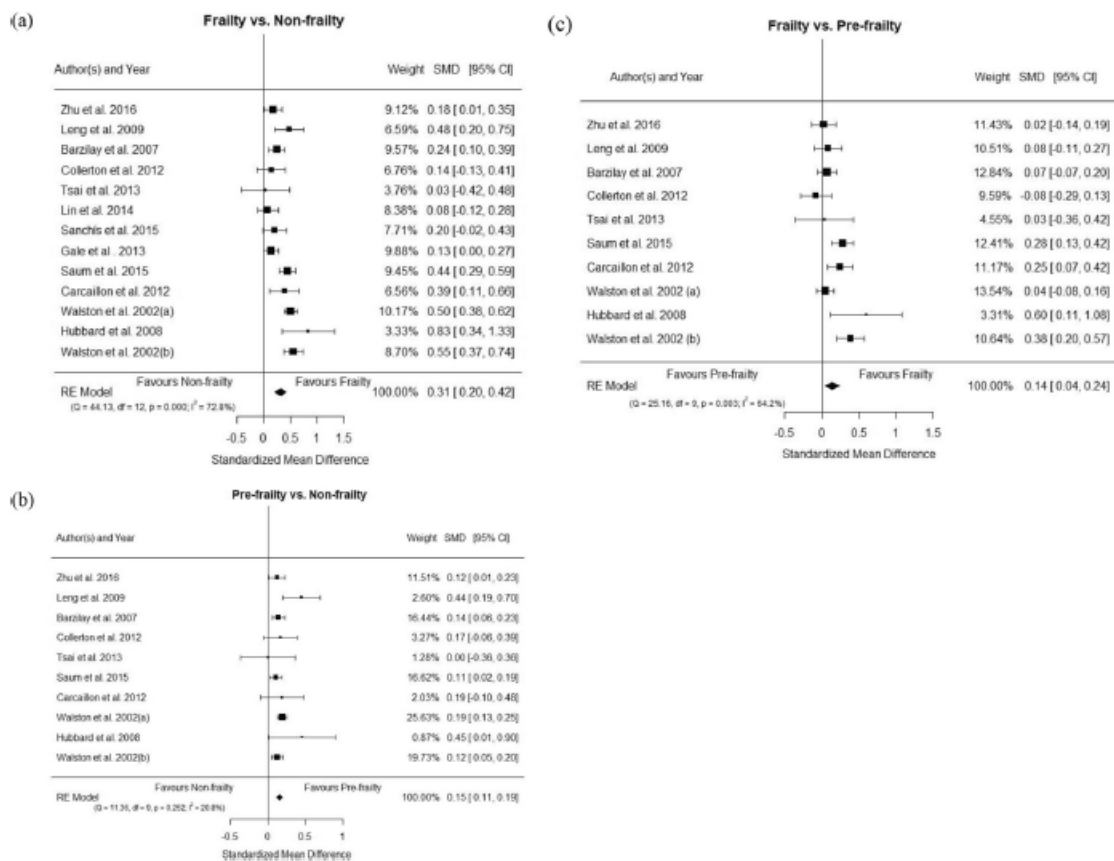 (a)
Frailty vs. Non-frailty
Author(s) and Year Weight SMD [95% CI]
Zhu et al. 2016 9.12% 0.18 [ 0.01, 0.35]
Leng et al. 2009 6.59% 0.48 [ 0.20, 0.75]
Barzilay et al. 2007 9.57% 0.24 [ 0.10, 0.39]
Collerton et al. 2012 6.76% 0.14 [-0.13, 0.41]
Tsai et al. 2013 3.76% 0.03 [-0.42, 0.48]
Lin et al. 2014 8.38% 0.08 [-0.12, 0.28]
Sanchis et al. 2015 7.71% 0.20 [-0.02, 0.43]
Gale et al. 2013 9.88% 0.13 [ 0.00, 0.27]
Saum et al. 2015 9.45% 0.44 [ 0.29, 0.59]
Carcaillon et al. 2012 6.56% 0.39 [ 0.11, 0.66]
Walston et al. 2002(a) 10.17% 0.50 [ 0.38, 0.62]
Hubbard et al. 2008 3.33% 0.83 [ 0.34, 1.33]
Walston et al. 2002(b) 8.70% 0.55 [ 0.37, 0.74]
Favours Non-frailty Favours Frailty
RE Model 100.00% 0.31 [ 0.20, 0.42]
(Q = 44.13, df = 12, p = 0.000; I² = 72.8%)
-0.5 0 0.5 1 1.5
Standardized Mean Difference
(c)
Frailty vs. Pre-frailty
Author(s) and Year Weight SMD [95% CI]
Zhu et al. 2016 11.43% 0.02 [-0.14, 0.19]
Leng et al. 2009 10.51% 0.08 [-0.11, 0.27]
Barzilay et al. 2007 12.84% 0.07 [-0.07, 0.20]
Collerton et al. 2012 9.59% -0.08 [-0.29, 0.13]
Tsai et al. 2013 4.55% 0.03 [-0.36, 0.42]
Saum et al. 2015 12.41% 0.28 [ 0.13, 0.42]
Carcaillon et al. 2012 11.17% 0.25 [ 0.07, 0.42]
Walston et al. 2002 (a) 13.54% 0.04 [-0.08, 0.16]
Hubbard et al. 2008 3.31% 0.60 [ 0.11, 1.08]
Walston et al. 2002 (b) 10.64% 0.38 [ 0.20, 0.57]
Favours Pre-frailty Favours Frailty
RE Model 100.00% 0.14 [ 0.04, 0.24]
(Q = 25.16, df = 9, p = 0.003; I² = 64.2%)
-0.5 0 0.5 1 1.5
Standardized Mean Difference
(b)
Pre-frailty vs. Non-frailty
Author(s) and Year Weight SMD [95% CI]
Zhu et al. 2016 11.51% 0.12 [ 0.01, 0.23]
Leng et al. 2009 2.60% 0.44 [ 0.19, 0.70]
Barzilay et al. 2007 16.44% 0.14 [ 0.06, 0.23]
Collerton et al. 2012 3.27% 0.17 [-0.06, 0.39]
Tsai et al. 2013 1.28% 0.00 [-0.36, 0.36]
Saum et al. 2015 16.62% 0.11 [ 0.02, 0.19]
Carcaillon et al. 2012 2.03% 0.19 [-0.10, 0.48]
Walston et al. 2002(a) 25.63% 0.19 [ 0.13, 0.25]
Hubbard et al. 2008 0.87% 0.45 [ 0.01, 0.90]
Walston et al. 2002(b) 19.73% 0.12 [ 0.05, 0.20]
Favours Non-frailty Favours Pre-frailty
RE Model 100.00% 0.15 [ 0.11, 0.19]
(Q = 11.36, df = 9, p = 0.252; I² = 20.8%)
-0.5 0 0.5 1
Standardized Mean Difference